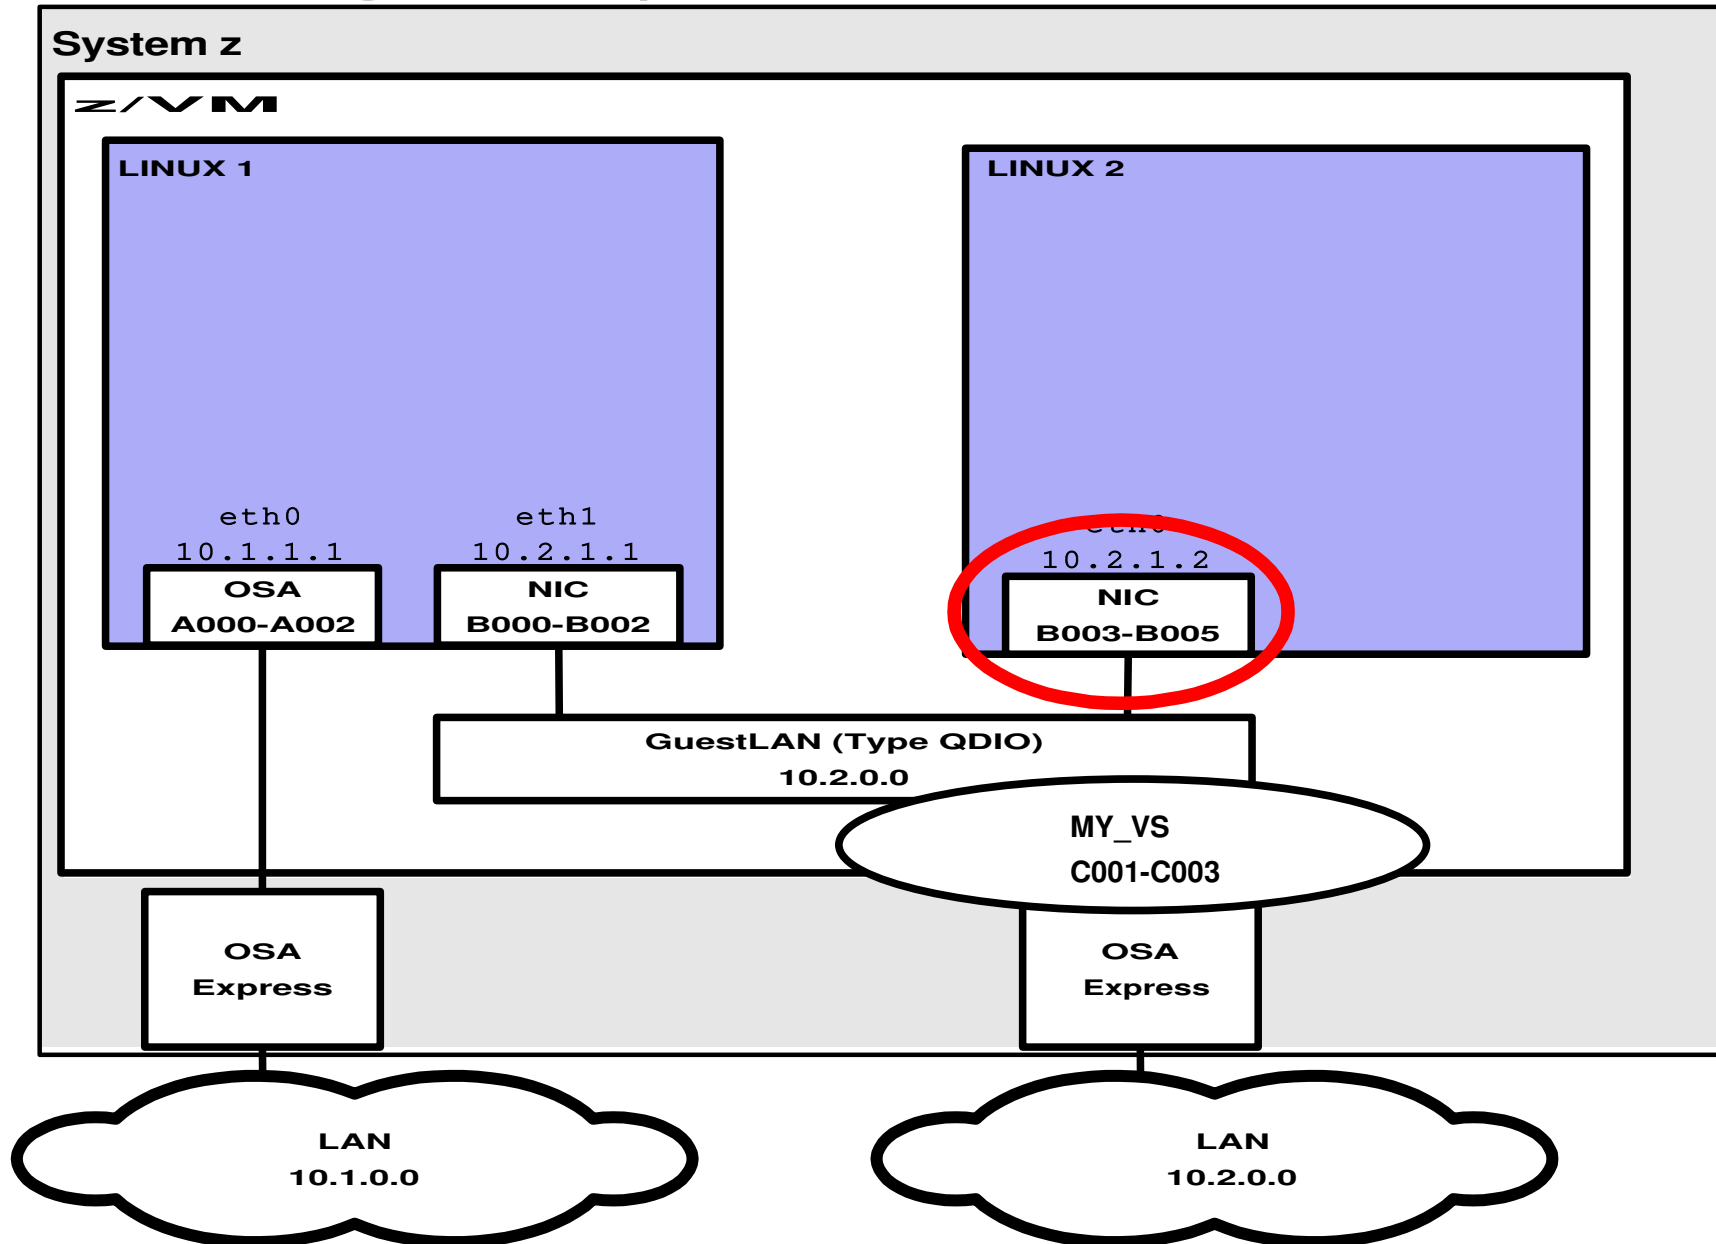 System z
z/VM
LINUX 1
LINUX 2
eth0
10.1.1.1
OSA
A000-A002
eth1
10.2.1.1
NIC
B000-B002
eth0
10.2.1.2
NIC
B003-B005
GuestLAN (Type QDIO)
10.2.0.0
MY_VS
C001-C003
OSA
Express
OSA
Express
LAN
10.1.0.0
LAN
10.2.0.0